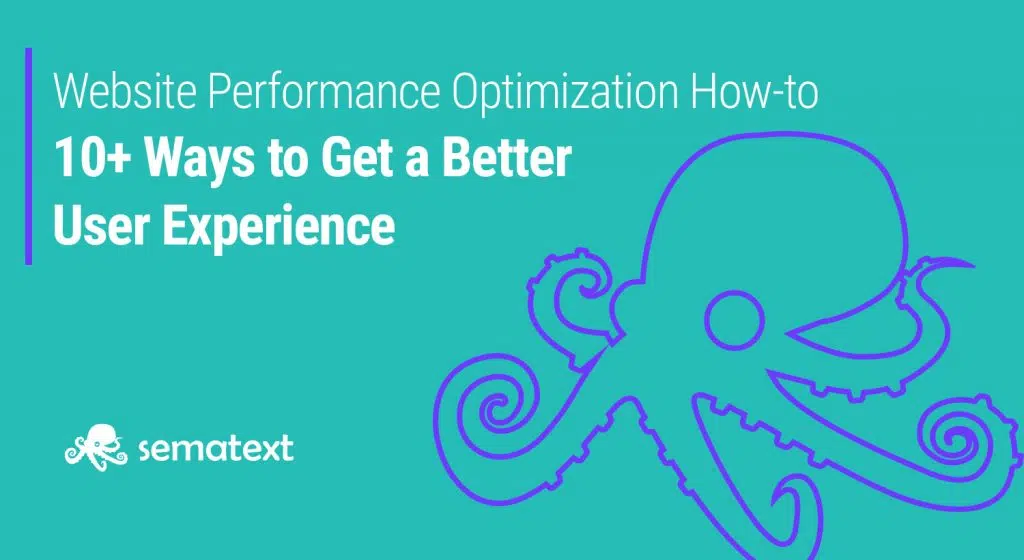 Website Performance Optimization How-to
10+ Ways to Get a Better
User Experience
sematext